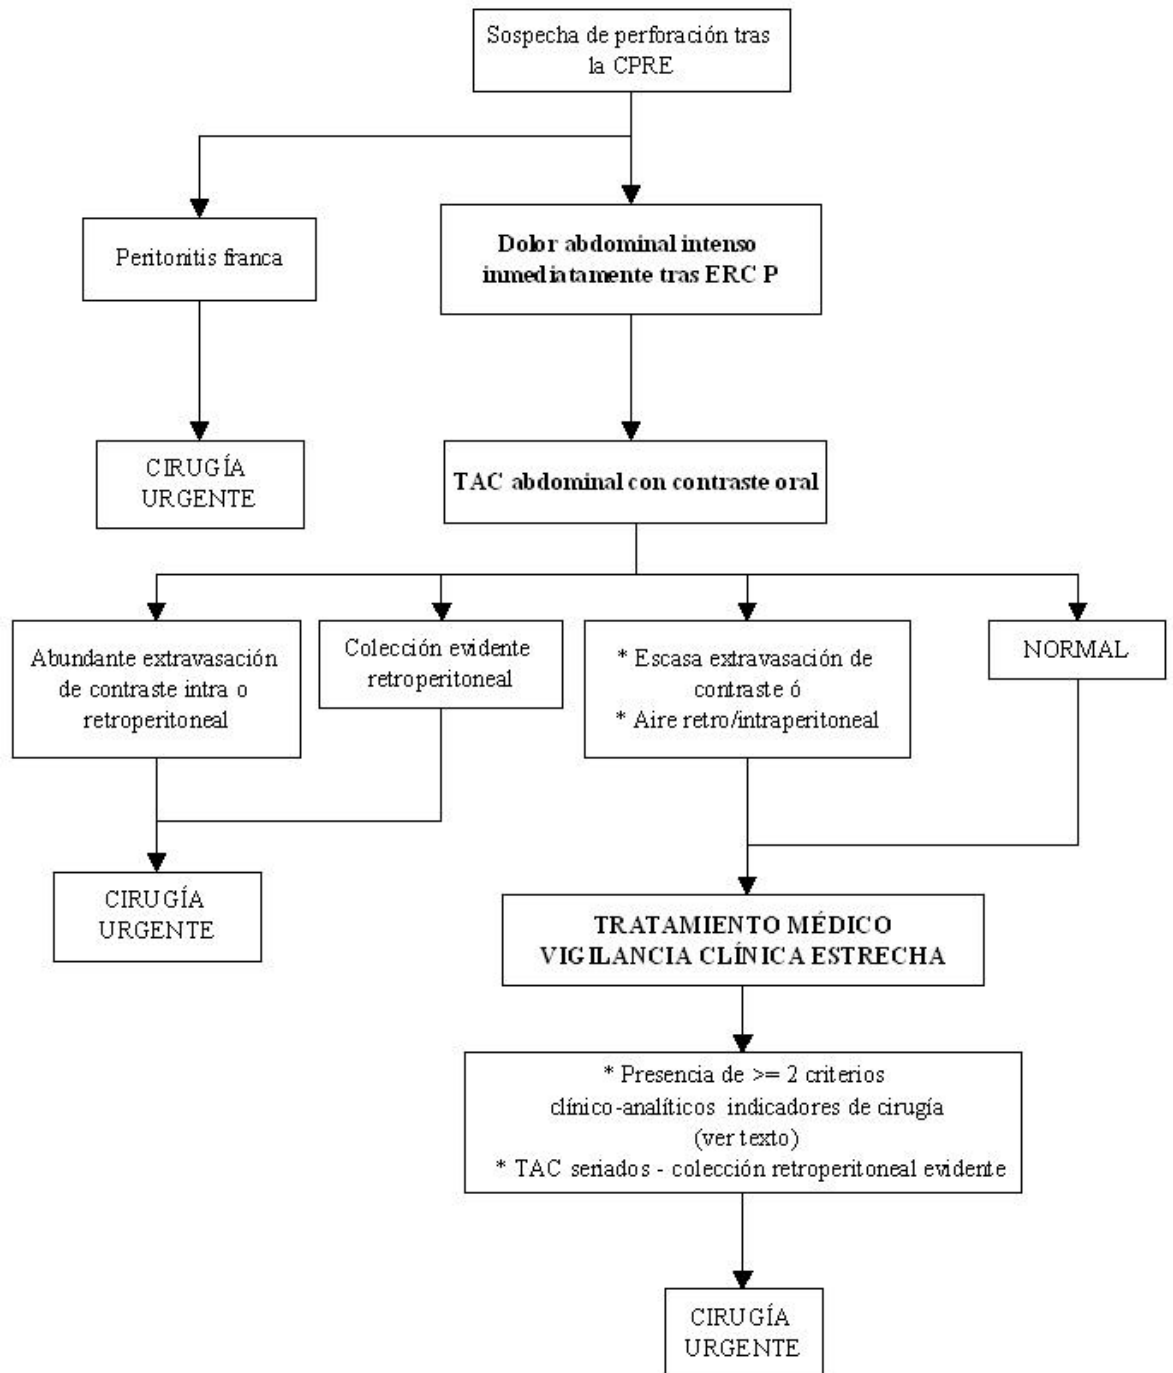 Sospecha de perforación tras
la CPRE
Peritonitis franca
Dolor abdominal intenso
inmediatamente tras ERC P
CIRUGÍA
URGENTE
TAC abdominal con contraste oral
Abundante extravasación
de contraste intra o
retroperitoneal
Colección evidente
retroperitoneal
* Escasa extravasación de
contraste ó
* Aire retro/intraperitoneal
NORMAL
CIRUGÍA
URGENTE
TRATAMIENTO MÉDICO
VIGILANCIA CLÍNICA ESTRECHA
* Presencia de >= 2 criterios
clínico-analíticos indicadores de cirugía
(ver texto)
* TAC seriados - colección retroperitoneal evidente
CIRUGÍA
URGENTE